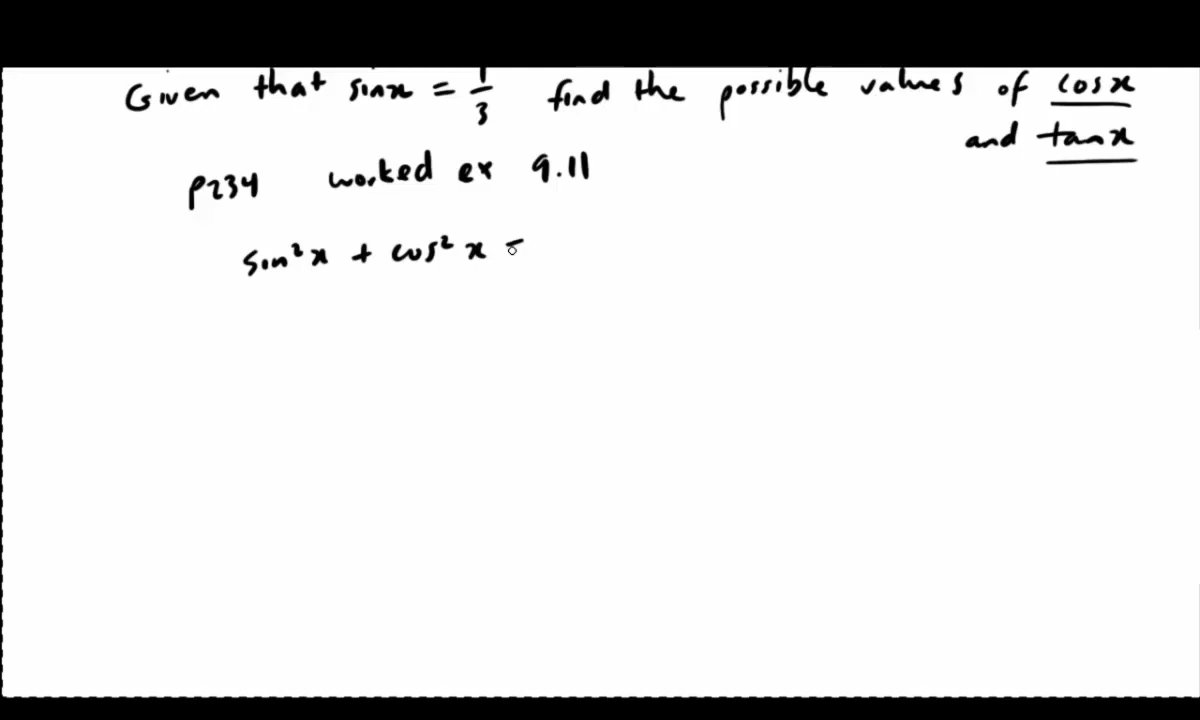 Given that sinx = 1/3 find the possible values of cosx
and tanx
P234 worked ex 9.11
sin²x + cos²x =